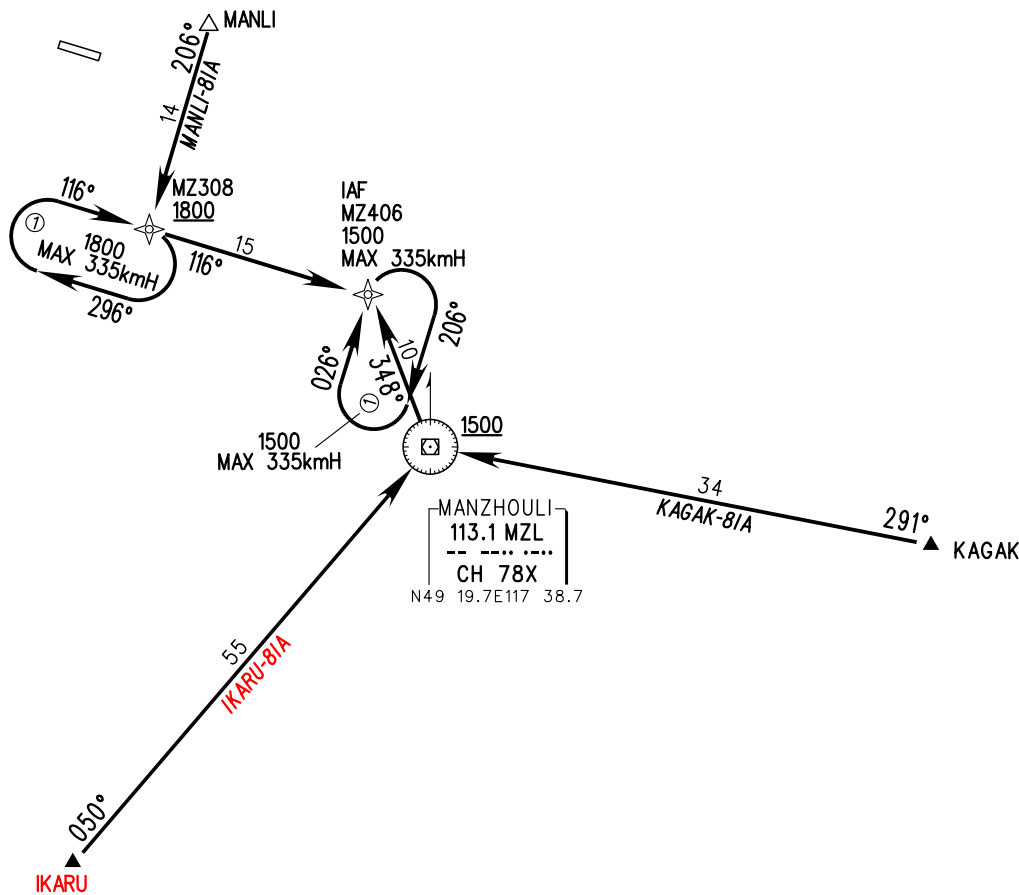 MANLI
206°
14
MANLI-81A
116°
MZ308
1800
①
1800
MAX 335kmH
296°
15
116°
IAF
MZ406
1500
MAX 335kmH
206°
026°
10
348°
①
1500
MAX 335kmH
1500
MANZHOULI
113.1 MZL
-- --·· ·-··
CH 78X
N49 19.7E117 38.7
34
KAGAK-81A
291°
KAGAK
55
IKARU-81A
050°
IKARU